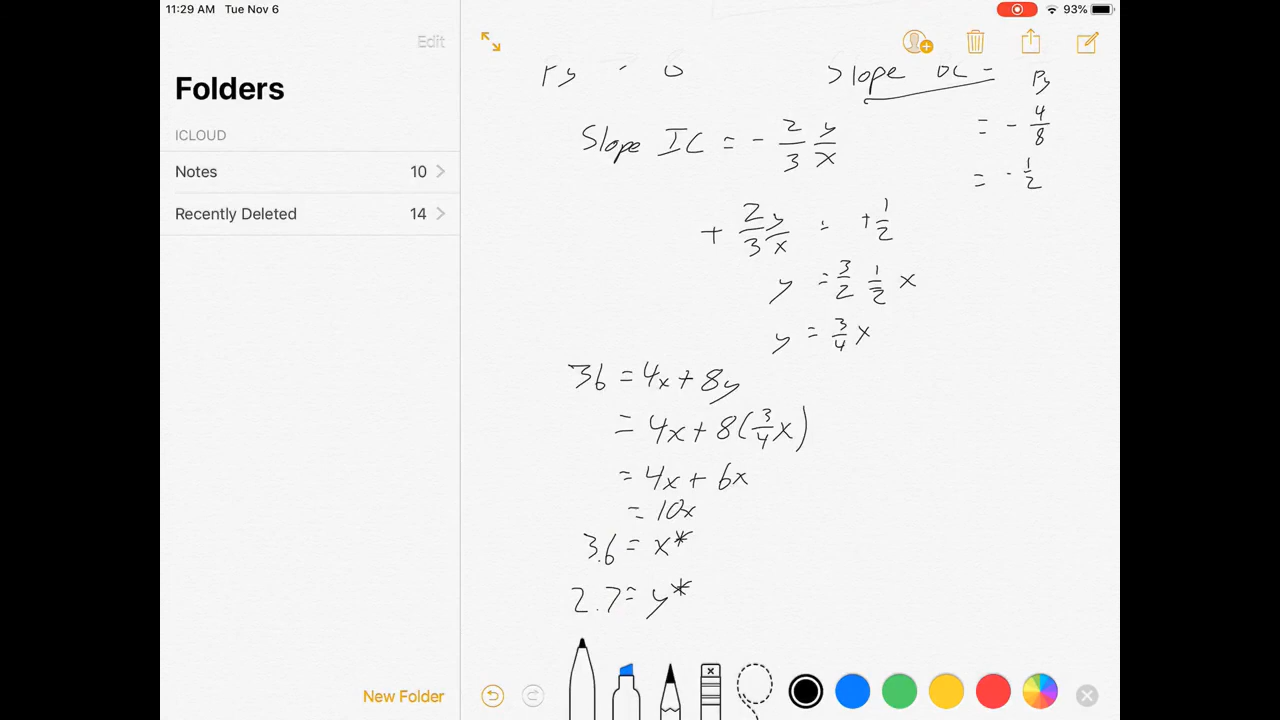 11:29 AM Tue Nov 6
93%
Edit
Folders
ICLOUD
Notes 10
Recently Deleted 14
New Folder
Slope
Py
= - 4/8
= - 1/2
Slope IC = - 2/3 y/x
+ 2/3 y/x = + 1/2
y = 3/2 1/2 x
y = 3/4 x
36 = 4x + 8y
= 4x + 8(3/4 x)
= 4x + 6x
= 10x
3.6 = x*
2.7 = y*